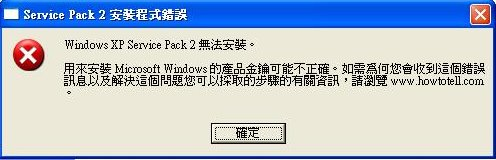 Service Pack 2 安裝程式錯誤
Windows XP Service Pack 2 無法安裝。
用來安裝 Microsoft Windows 的產品金鑰可能不正確。如需為何您會收到這個錯誤
訊息以及解決這個問題您可以採取的步驟的有關資訊，請瀏覽 www.howtotell.com
。
確定